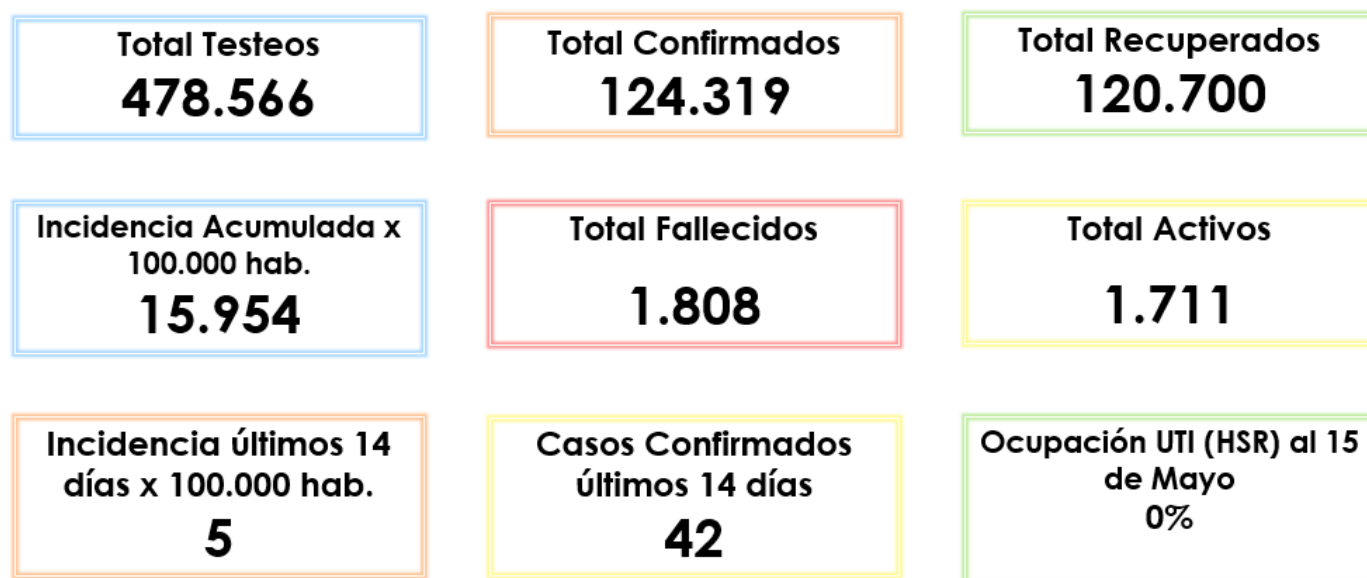 Total Testeos
478.566
Total Confirmados
124.319
Total Recuperados
120.700
Incidencia Acumulada x
100.000 hab.
15.954
Total Fallecidos
1.808
Total Activos
1.711
Incidencia últimos 14
días x 100.000 hab.
5
Casos Confirmados
últimos 14 días
42
Ocupación UTI (HSR) al 15
de Mayo
0%